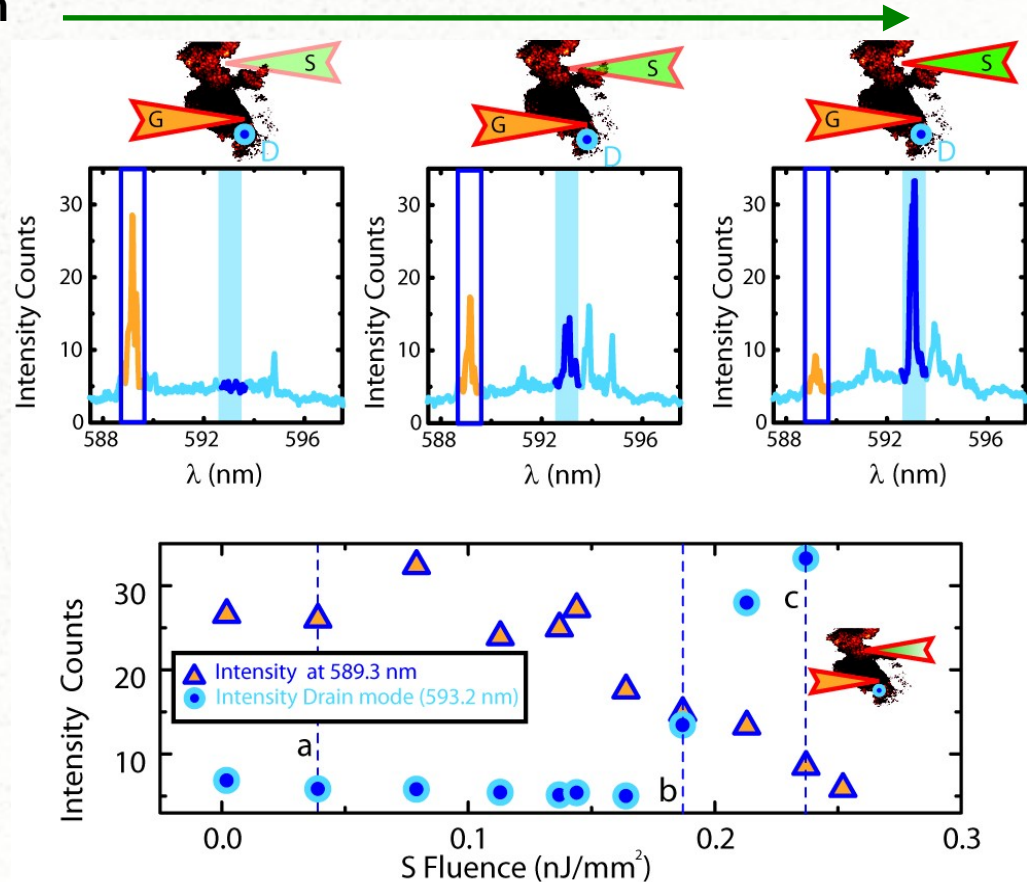 S
G
D
S
G
D
S
G
D
Intensity Counts
30
20
10
0
588
592
596
λ (nm)
Intensity Counts
30
20
10
0
588
592
596
λ (nm)
Intensity Counts
30
20
10
0
588
592
596
λ (nm)
Intensity Counts
30
20
10
Intensity at 589.3 nm
Intensity Drain mode (593.2 nm)
a
b
c
0.0
0.1
0.2
0.3
S Fluence (nJ/mm²)